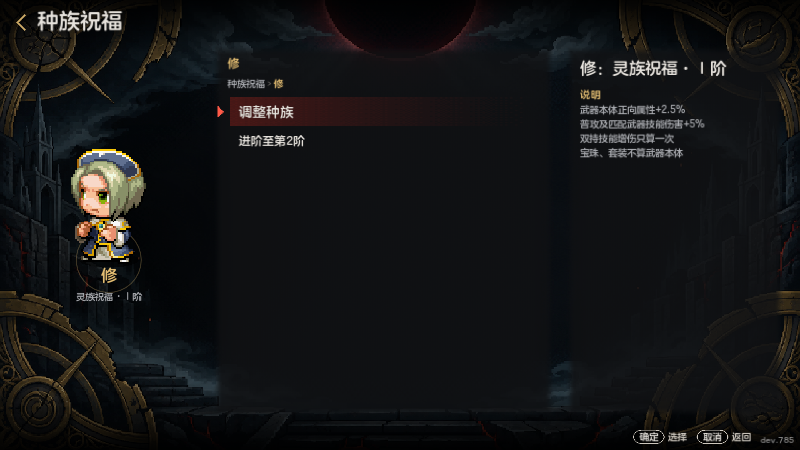 种族祝福
修
种族祝福 · 修
调整种族
进阶至第2阶
修
灵族祝福 · Ⅰ阶
修：灵族祝福 · Ⅰ阶
说明
武器本体正向属性+2.5%
普攻及匹配武器技能伤害+5%
双持技能增伤只算一次
宝珠、套装不算武器本体
确定 选择 取消 返回 dev.785